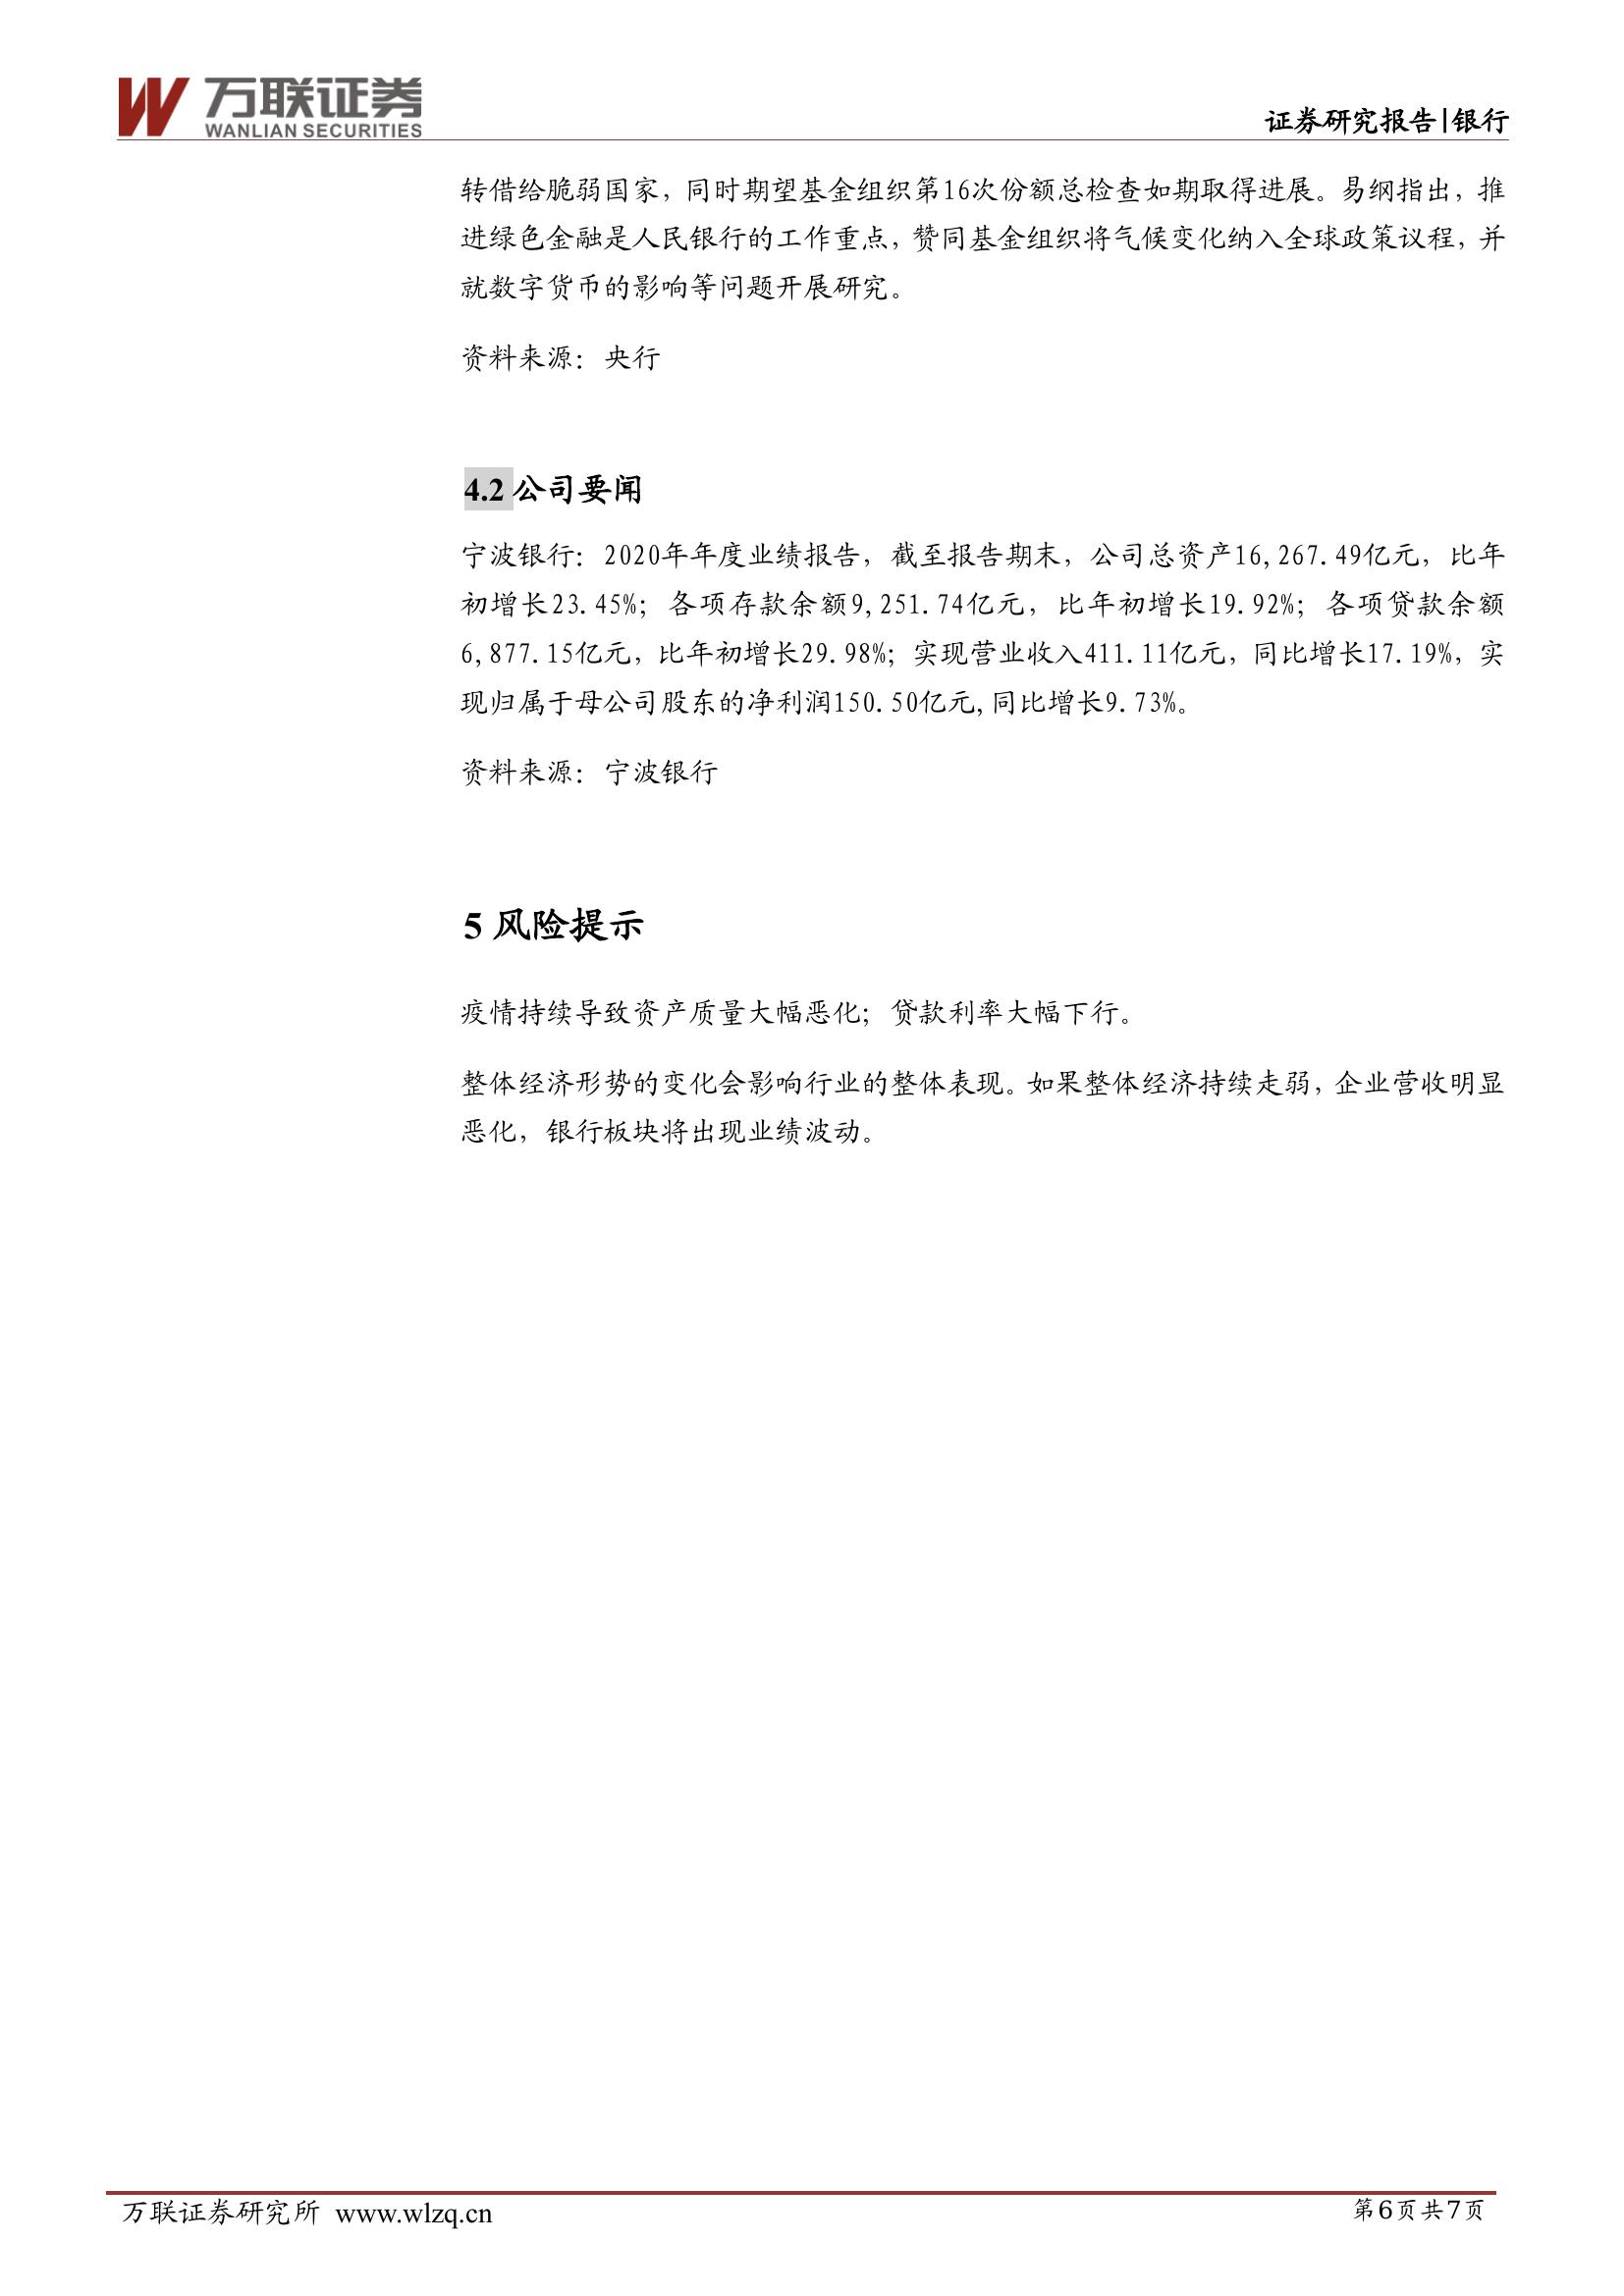 万联证券
WANLIAN SECURITIES
证券研究报告|银行
转借给脆弱国家，同时期望基金组织第16次份额总检查如期取得进展。易纲指出，推
进绿色金融是人民银行的工作重点，赞同基金组织将气候变化纳入全球政策议程，并
就数字货币的影响等问题开展研究。
资料来源：央行
4.2 公司要闻
宁波银行：2020年年度业绩报告，截至报告期末，公司总资产16,267.49亿元，比年
初增长23.45%；各项存款余额9,251.74亿元，比年初增长19.92%；各项贷款余额
6,877.15亿元，比年初增长29.98%；实现营业收入411.11亿元，同比增长17.19%，实
现归属于母公司股东的净利润150.50亿元,同比增长9.73%。
资料来源：宁波银行
5 风险提示
疫情持续导致资产质量大幅恶化；贷款利率大幅下行。
整体经济形势的变化会影响行业的整体表现。如果整体经济持续走弱，企业营收明显
恶化，银行板块将出现业绩波动。
万联证券研究所 www.wlzq.cn
第6页共7页